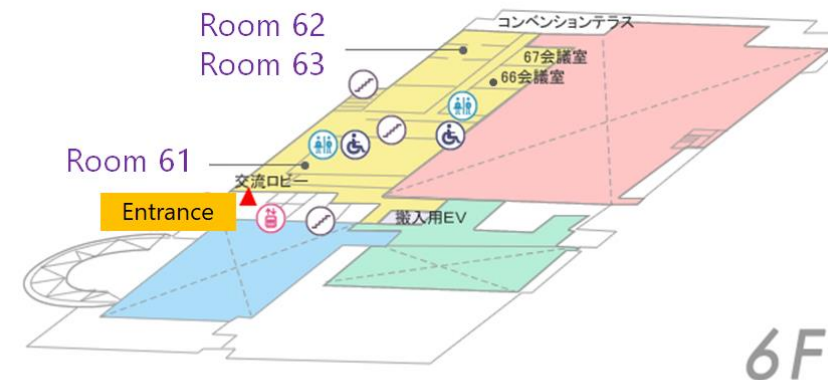 Room 62
コンベンションテラス
Room 63
67会議室
66会議室
Room 61
交流ロビー
Entrance
搬入用EV
6F